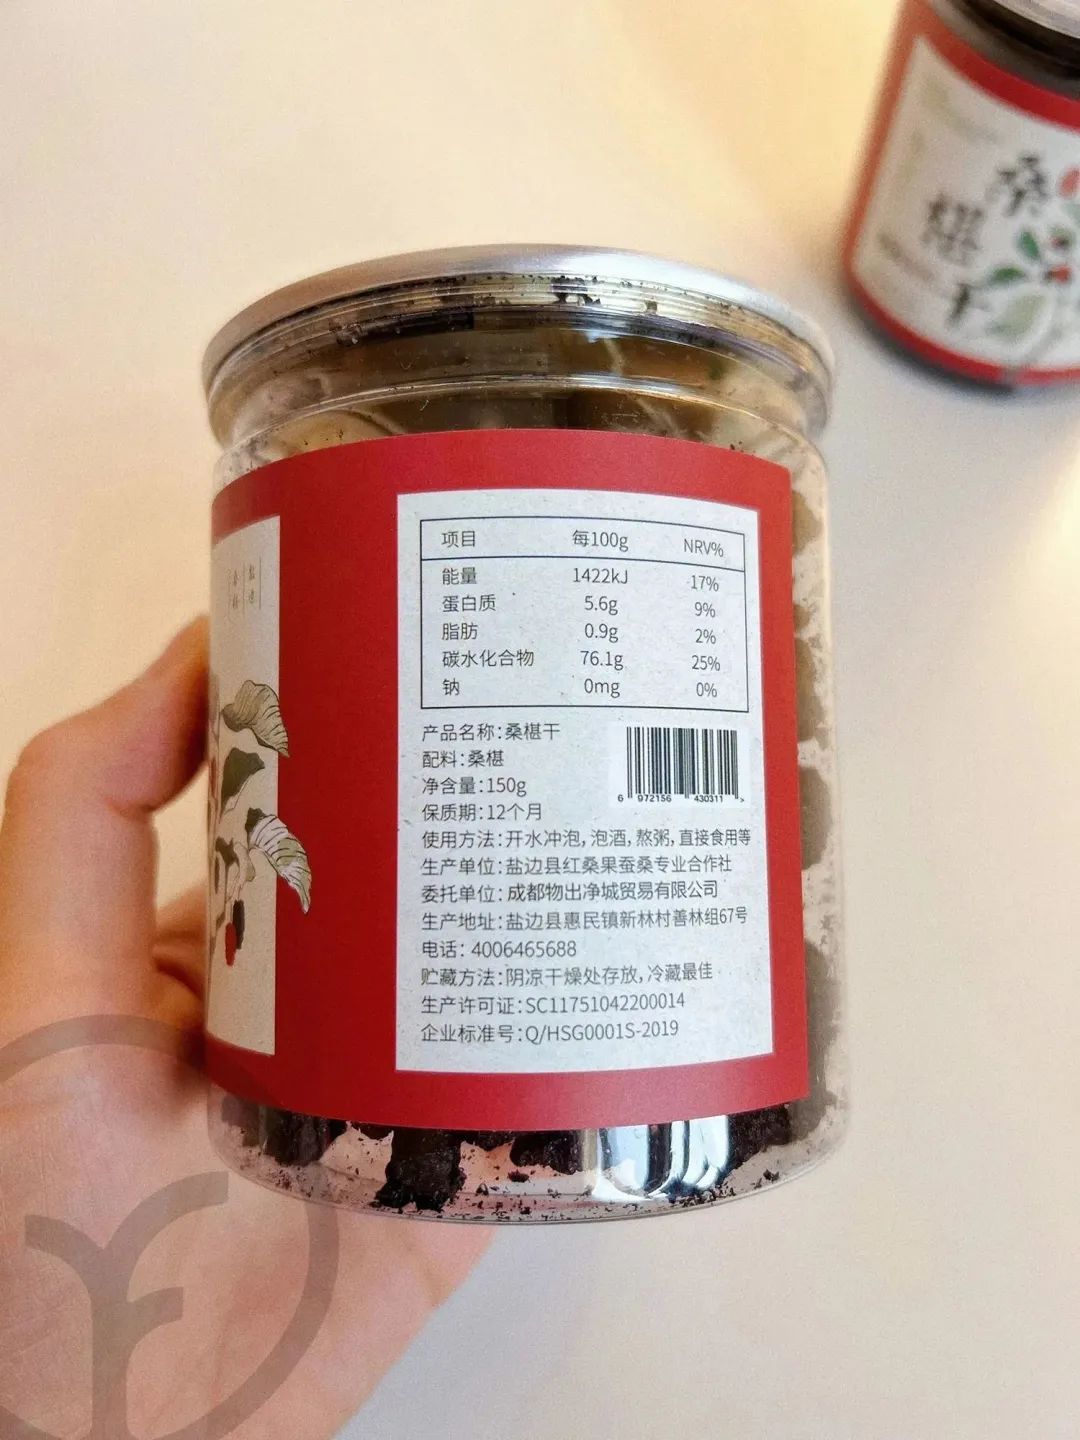 桑
椹
干
项目 每100g NRV%
能量 1422kJ 17%
蛋白质 5.6g 9%
脂肪 0.9g 2%
碳水化合物 76.1g 25%
钠 0mg 0%
产品名称:桑椹干
配料:桑椹
净含量:150g
保质期:12个月
6 972156 430311 >
使用方法:开水冲泡,泡酒,熬粥,直接食用等
生产单位:盐边县红桑果蚕桑专业合作社
委托单位:成都物出净城贸易有限公司
生产地址:盐边县惠民镇新林村善林组67号
电话: 4006465688
贮藏方法:阴凉干燥处存放,冷藏最佳
生产许可证:SC11751042200014
企业标准号:Q/HSG0001S-2019